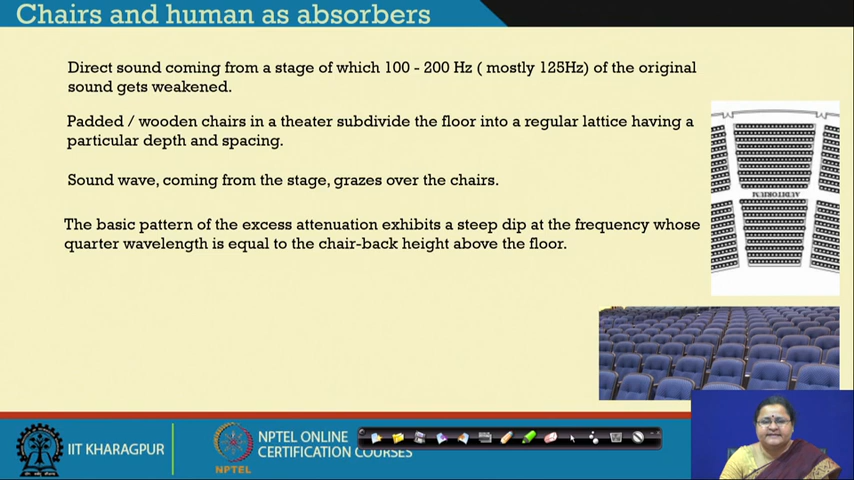 Chairs and human as absorbers
Direct sound coming from a stage of which 100 - 200 Hz ( mostly 125Hz) of the original
sound gets weakened.
Padded / wooden chairs in a theater subdivide the floor into a regular lattice having a
particular depth and spacing.
Sound wave, coming from the stage, grazes over the chairs.
The basic pattern of the excess attenuation exhibits a steep dip at the frequency whose
quarter wavelength is equal to the chair-back height above the floor.
AUDITORIUM
IIT KHARAGPUR
NPTEL
NPTEL ONLINE
CERTIFICATION COURSES